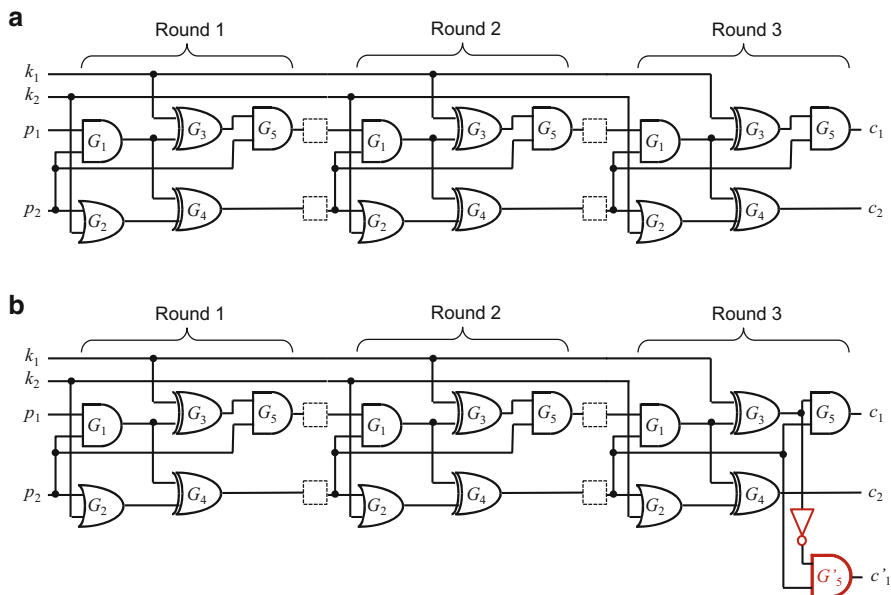 a
Round 1 Round 2 Round 3
k1
k2
p1 G1 G3 G5 G1 G3 G5 G1 G3 G5 c1
p2 G2 G4 G2 G4 G2 G4 c2
b
Round 1 Round 2 Round 3
k1
k2
p1 G1 G3 G5 G1 G3 G5 G1 G3 G5 c1
p2 G2 G4 G2 G4 G2 G4 c2
G'5 c'1